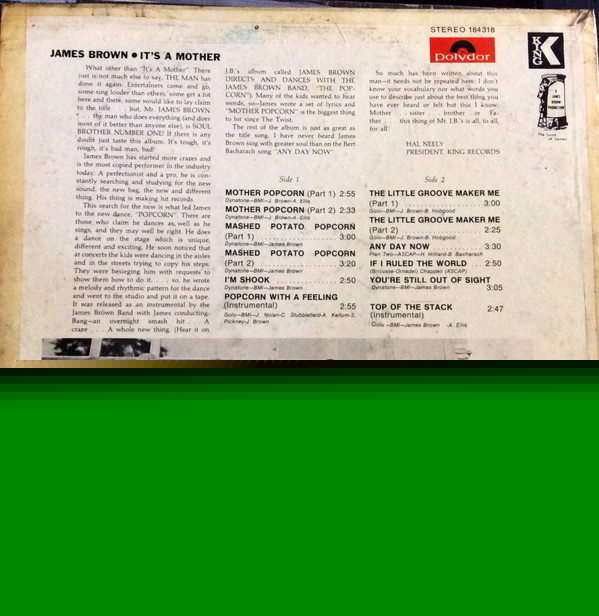 STEREO 184318
polydor
KING
JAMES BROWN • IT'S A MOTHER
What other than "It's A Mother". There
just is not much else to say. THE MAN has
done it again. Entertainers come and go,
some sing louder than others, some get a hit
here and there, some would like to lay claim
to the title . . . but, Mr. JAMES BROWN
. . . the man who does everything (and does
most of it better than anyone else), is SOUL
BROTHER NUMBER ONE! If there is any
doubt just taste this album. It's tough, it's
rough, it's bad man, bad!
James Brown has started more crazes and
is the most copied performer in the industry
today. A perfectionist and a pro, he is con-
stantly searching and studying for the new
sound, the new bag, the new and different
thing. His thing is making hit records.
This search for the new is what led James
to the new dance, "POPCORN". There are
those who claim he dances as well as he
sings, and they may well be right. He does
a dance on the stage which is unique,
different and exciting. He soon noticed that
at concerts the kids were dancing in the aisles
and in the streets trying to copy his steps.
They were besieging him with requests to
show them how to do it. . . . so, he wrote
a melody and rhythmic pattern for the dance
and went to the studio and put it on a tape.
It was released as an instrumental by the
James Brown Band with James conducting.
Bang—an overnight smash hit . . . A
craze . . . A whole new thing. (Hear it on
J.B.'s album called JAMES BROWN
DIRECTS AND DANCES WITH THE
JAMES BROWN BAND, "THE POP-
CORN"). Many of the kids wanted to hear
words, so—James wrote a set of lyrics and
"MOTHER POPCORN" is the biggest thing
to hit since The Twist.
The rest of the album is just as great as
the title song. I have never heard James
Brown sing with greater soul than on the Bert
Bacharach song "ANY DAY NOW"
So much has been written about this
man—it needs not be repeated here. I don't
know your vocabulary nor what words you
use to describe just about the best thing you
have ever heard or felt but this I know,
Mother . . . sister . . . brother or Fa-
ther . . . this thing of Mr. J.B.'s is all, to all,
for all!
HAL NEELY
PRESIDENT, KING RECORDS
Side 1
MOTHER POPCORN (Part 1) 2:55
Dynatone—BMI—J. Brown-A. Ellis
MOTHER POPCORN (Part 2) 2:33
Dynatone—BMI—J. Brown-A. Ellis
MASHED POTATO POPCORN
(Part 1) . . . . . . . . . . . . . . . . . 3:00
Dynatone—BMI—James Brown
MASHED POTATO POPCORN
(Part 2) . . . . . . . . . . . . . . . . . 3:20
Dynatone—BMI—James Brown
I'M SHOOK . . . . . . . . . . . . . . 2:50
Dynatone—BMI—James Brown
POPCORN WITH A FEELING
(Instrumental) 2:55
Golo—BMI—J. Nolen-C. Stubblefield-A. Kellum-S.
Pickney-J. Brown
Side 2
THE LITTLE GROOVE MAKER ME
(Part 1) . . . . . . . . . . . . . . . . . 3:00
Golo—BMI—J. Brown-B. Hobgood
THE LITTLE GROOVE MAKER ME
(Part 2) . . . . . . . . . . . . . . . . . 2:25
Golo—BMI—J. Brown-B. Hobgood
ANY DAY NOW . . . . . . . . . . . 3:30
Plan Two—ASCAP—H. Hilliard-B. Bacharach
IF I RULED THE WORLD . . . 2:50
(Bricusse-Ornadel) Chappell (ASCAP)
YOU'RE STILL OUT OF SIGHT
Dynatone—BMI—James Brown 3:05
TOP OF THE STACK 2:47
(Instrumental)
Golo—BMI—James Brown -A Ellis